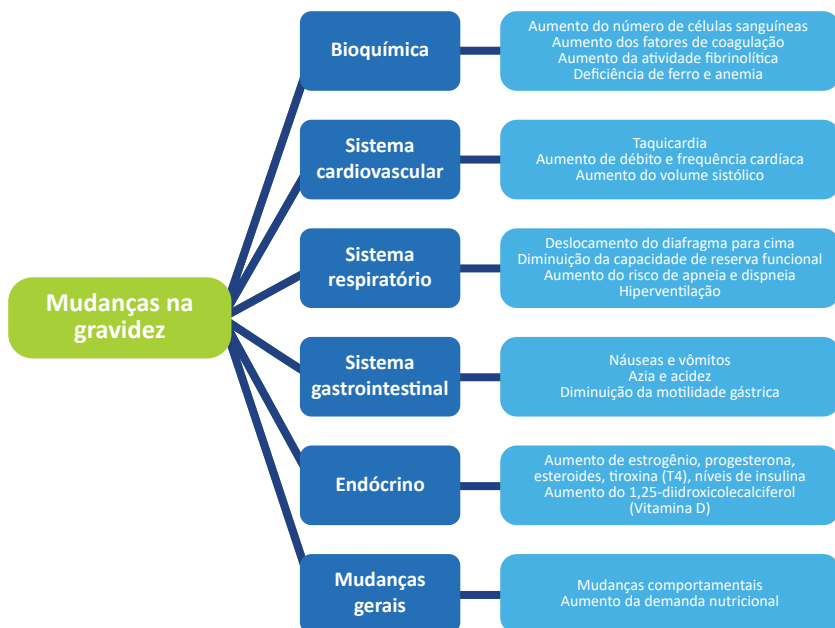 Mudanças na
gravidez
Bioquímica
Aumento do número de células sanguíneas
Aumento dos fatores de coagulação
Aumento da atividade fibrinolítica
Deficiência de ferro e anemia
Sistema
cardiovascular
Taquicardia
Aumento de débito e frequência cardíaca
Aumento do volume sistólico
Sistema
respiratório
Deslocamento do diafragma para cima
Diminuição da capacidade de reserva funcional
Aumento do risco de apneia e dispneia
Hiperventilação
Sistema
gastrointestinal
Náuseas e vômitos
Azia e acidez
Diminuição da motilidade gástrica
Endócrino
Aumento de estrogênio, progesterona,
esteroides, tiroxina (T4), níveis de insulina
Aumento do 1,25-diidroxicolecalciferol
(Vitamina D)
Mudanças
gerais
Mudanças comportamentais
Aumento da demanda nutricional